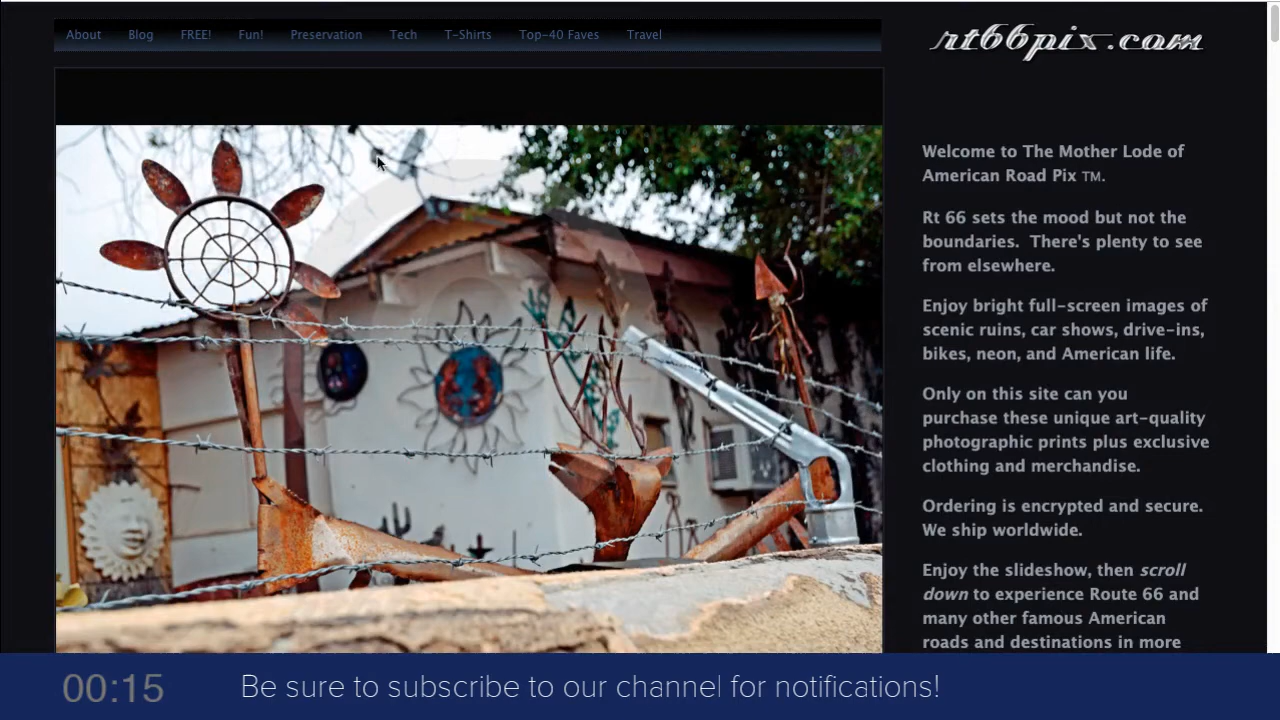 About Blog FREE! Fun! Preservation Tech T-Shirts Top-40 Faves Travel
rt66pix.com
Welcome to The Mother Lode of
American Road Pix TM.
Rt 66 sets the mood but not the
boundaries. There's plenty to see
from elsewhere.
Enjoy bright full-screen images of
scenic ruins, car shows, drive-ins,
bikes, neon, and American life.
Only on this site can you
purchase these unique art-quality
photographic prints plus exclusive
clothing and merchandise.
Ordering is encrypted and secure.
We ship worldwide.
Enjoy the slideshow, then scroll
down to experience Route 66 and
many other famous American
roads and destinations in more
00:15 Be sure to subscribe to our channel for notifications!